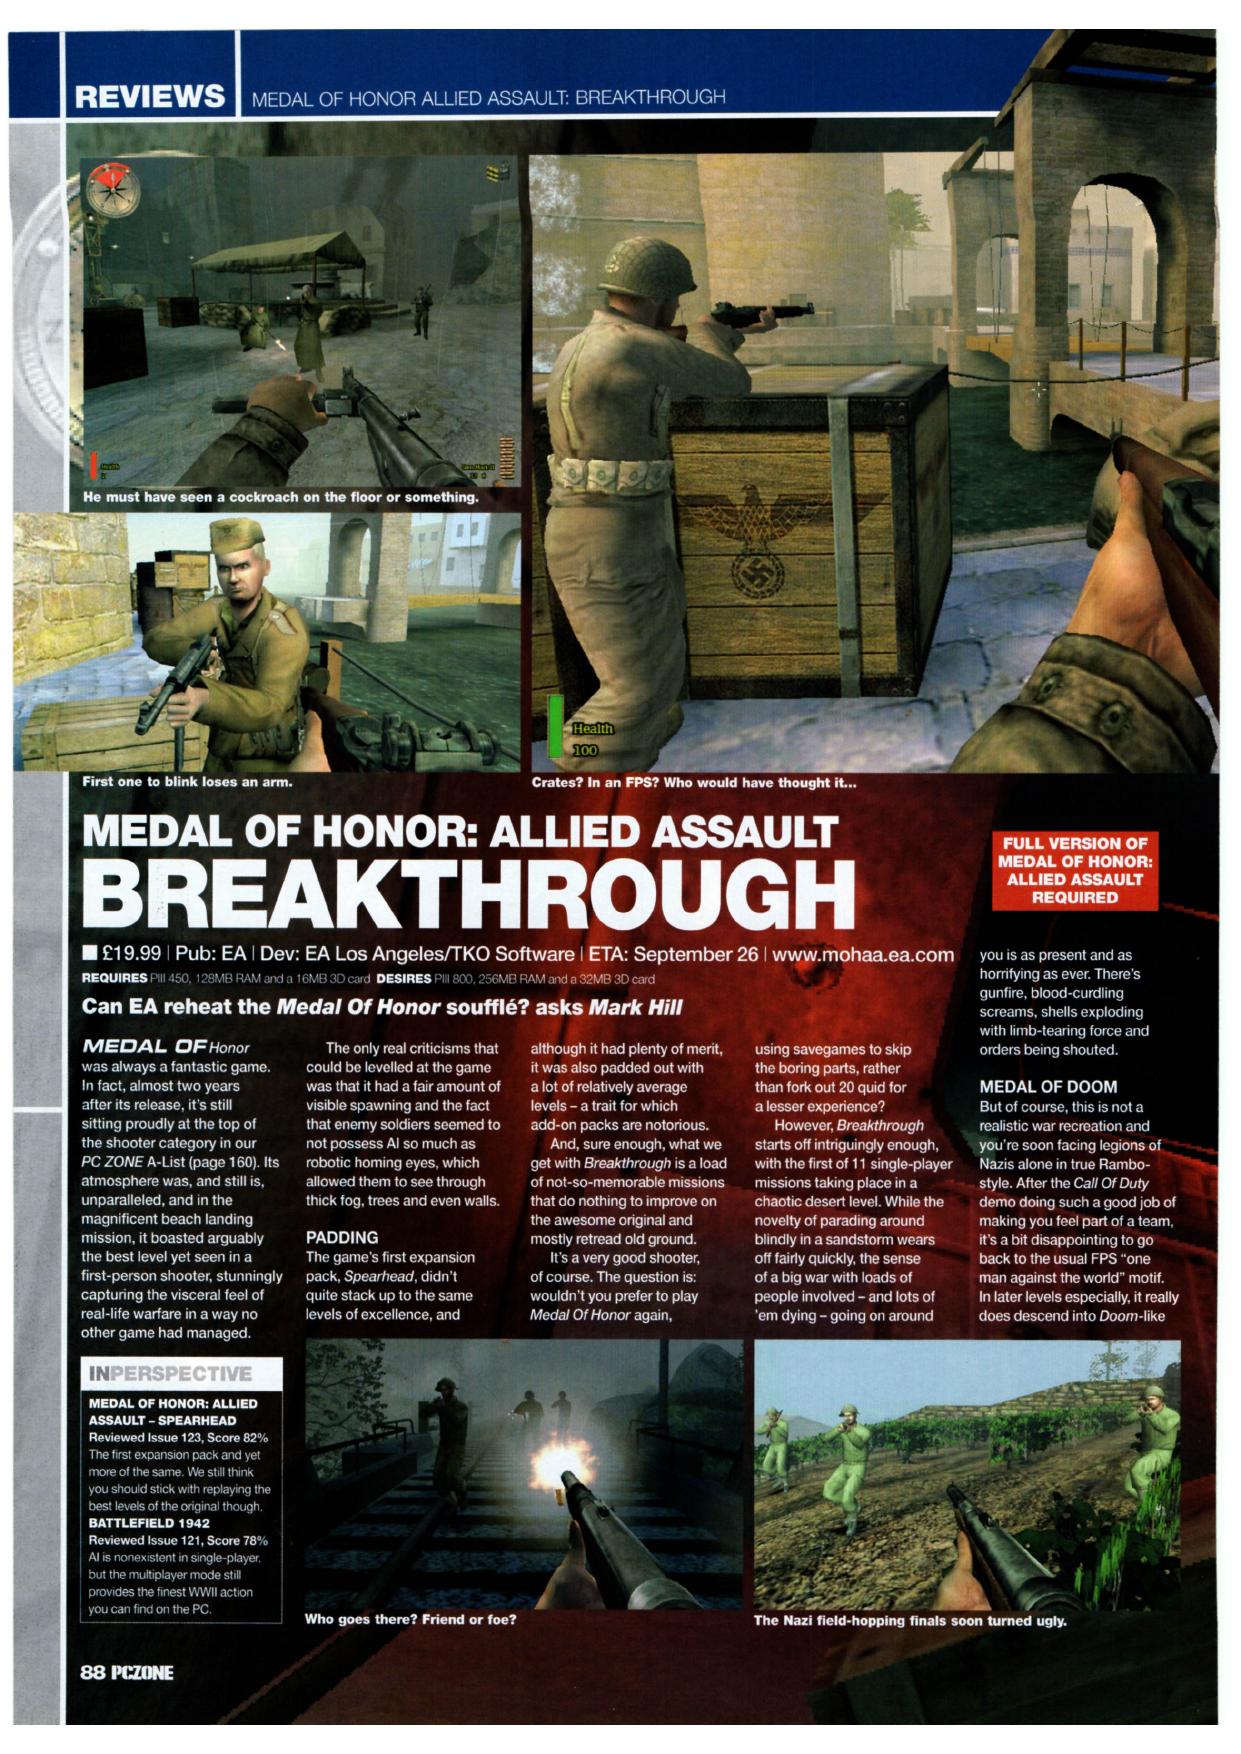 REVIEWS
MEDAL OF HONOR ALLIED ASSAULT: BREAKTHROUGH
He must have seen a cockroach on the floor or something.
Health
100
First one to blink loses an arm.
Crates? In an FPS? Who would have thought it...
MEDAL OF HONOR: ALLIED ASSAULT
BREAKTHROUGH
FULL VERSION OF
MEDAL OF HONOR:
ALLIED ASSAULT
REQUIRED
£19.99 | Pub: EA | Dev: EA Los Angeles/TKO Software | ETA: September 26 | www.mohaa.ea.com
REQUIRES PIII 450, 128MB RAM and a 16MB 3D card DESIRES PIII 800, 256MB RAM and a 32MB 3D card
Can EA reheat the Medal Of Honor soufflé? asks Mark Hill
MEDAL OF Honor
was always a fantastic game.
In fact, almost two years
after its release, it's still
sitting proudly at the top of
the shooter category in our
PC ZONE A-List (page 160). Its
atmosphere was, and still is,
unparalleled, and in the
magnificent beach landing
mission, it boasted arguably
the best level yet seen in a
first-person shooter, stunningly
capturing the visceral feel of
real-life warfare in a way no
other game had managed.
The only real criticisms that
could be levelled at the game
was that it had a fair amount of
visible spawning and the fact
that enemy soldiers seemed to
not possess AI so much as
robotic homing eyes, which
allowed them to see through
thick fog, trees and even walls.
PADDING
The game's first expansion
pack, Spearhead, didn't
quite stack up to the same
levels of excellence, and
although it had plenty of merit,
it was also padded out with
a lot of relatively average
levels – a trait for which
add-on packs are notorious.
And, sure enough, what we
get with Breakthrough is a load
of not-so-memorable missions
that do nothing to improve on
the awesome original and
mostly retread old ground.
It's a very good shooter,
of course. The question is:
wouldn't you prefer to play
Medal Of Honor again,
using savegames to skip
the boring parts, rather
than fork out 20 quid for
a lesser experience?
However, Breakthrough
starts off intriguingly enough,
with the first of 11 single-player
missions taking place in a
chaotic desert level. While the
novelty of parading around
blindly in a sandstorm wears
off fairly quickly, the sense
of a big war with loads of
people involved – and lots of
'em dying – going on around
you is as present and as
horrifying as ever. There's
gunfire, blood-curdling
screams, shells exploding
with limb-tearing force and
orders being shouted.
MEDAL OF DOOM
But of course, this is not a
realistic war recreation and
you're soon facing legions of
Nazis alone in true Rambo-
style. After the Call Of Duty
demo doing such a good job of
making you feel part of a team,
it's a bit disappointing to go
back to the usual FPS "one
man against the world" motif.
In later levels especially, it really
does descend into Doom-like
INPERSPECTIVE
MEDAL OF HONOR: ALLIED
ASSAULT – SPEARHEAD
Reviewed Issue 123, Score 82%
The first expansion pack and yet
more of the same. We still think
you should stick with replaying the
best levels of the original though.
BATTLEFIELD 1942
Reviewed Issue 121, Score 78%
AI is nonexistent in single-player,
but the multiplayer mode still
provides the finest WWII action
you can find on the PC.
Who goes there? Friend or foe?
The Nazi field-hopping finals soon turned ugly.
88 PCZONE